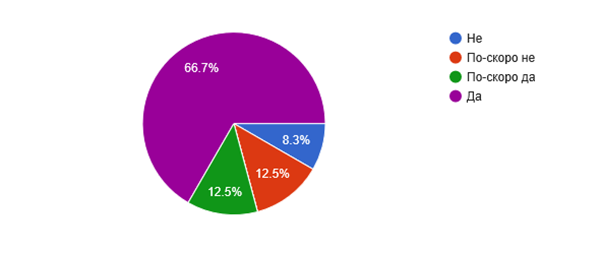 66.7%
8.3%
12.5%
12.5%
Не
По-скоро не
По-скоро да
Да